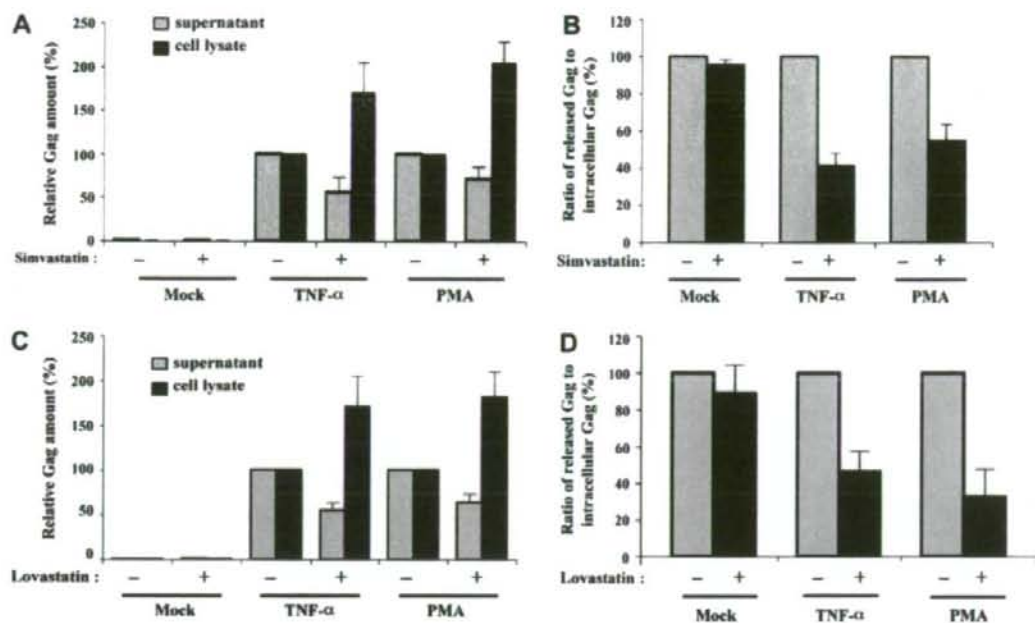 A
Relative Gag amount (%)
250
200
150
100
50
0
supernatant
cell lysate
Simvastatin : − + − + − +
Mock TNF-α PMA
B
Ratio of released Gag to
intracellular Gag (%)
120
100
80
60
40
20
0
Simvastatin: − + − + − +
Mock TNF-α PMA
C
Relative Gag amount (%)
250
200
150
100
50
0
supernatant
cell lysate
Lovastatin : − + − + − +
Mock TNF-α PMA
D
Ratio of released Gag to
intracellular Gag (%)
120
100
80
60
40
20
0
Lovastatin : − + − + − +
Mock TNF-α PMA